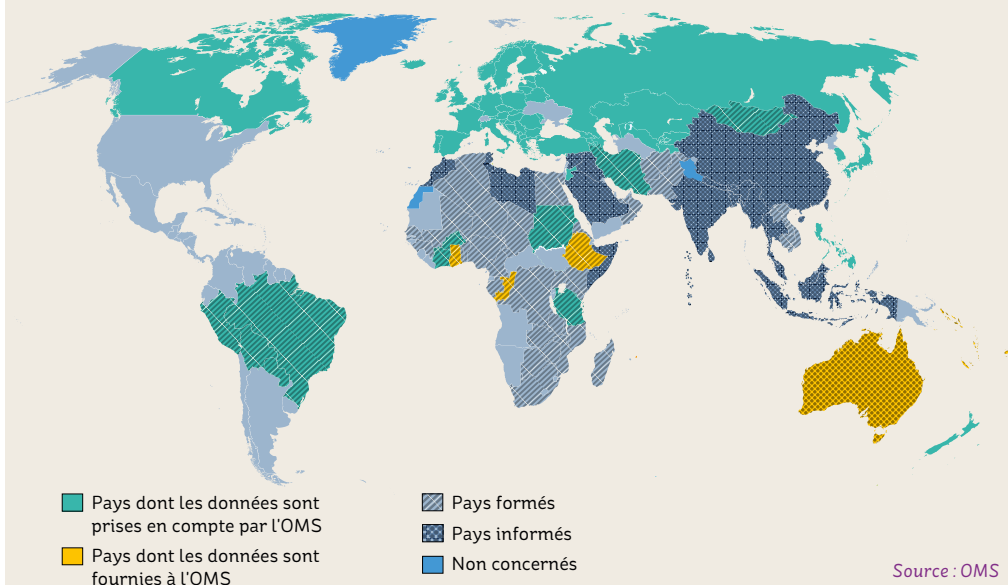 Pays dont les données sont
prises en compte par l'OMS
Pays dont les données sont
fournies à l'OMS
Pays formés
Pays informés
Non concernés
Source : OMS